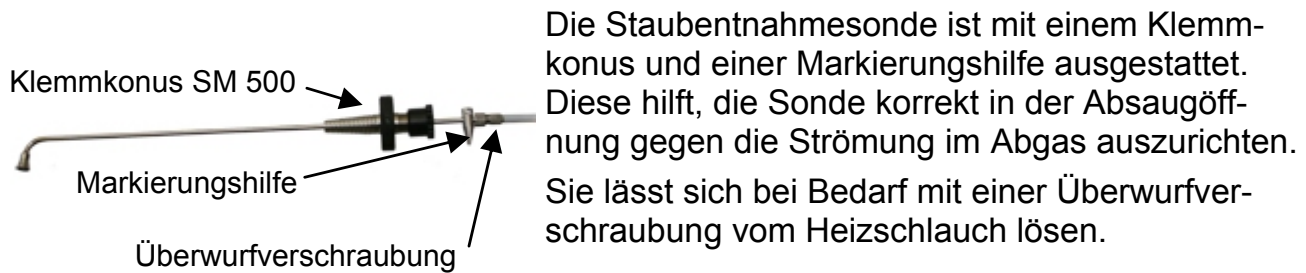 Klemmkonus SM 500
Markierungshilfe
Überwurfverschraubung
Die Staubentnahmesonde ist mit einem Klemm-
konus und einer Markierungshilfe ausgestattet.
Diese hilft, die Sonde korrekt in der Absaugöff-
nung gegen die Strömung im Abgas auszurichten.
Sie lässt sich bei Bedarf mit einer Überwurfver-
schraubung vom Heizschlauch lösen.